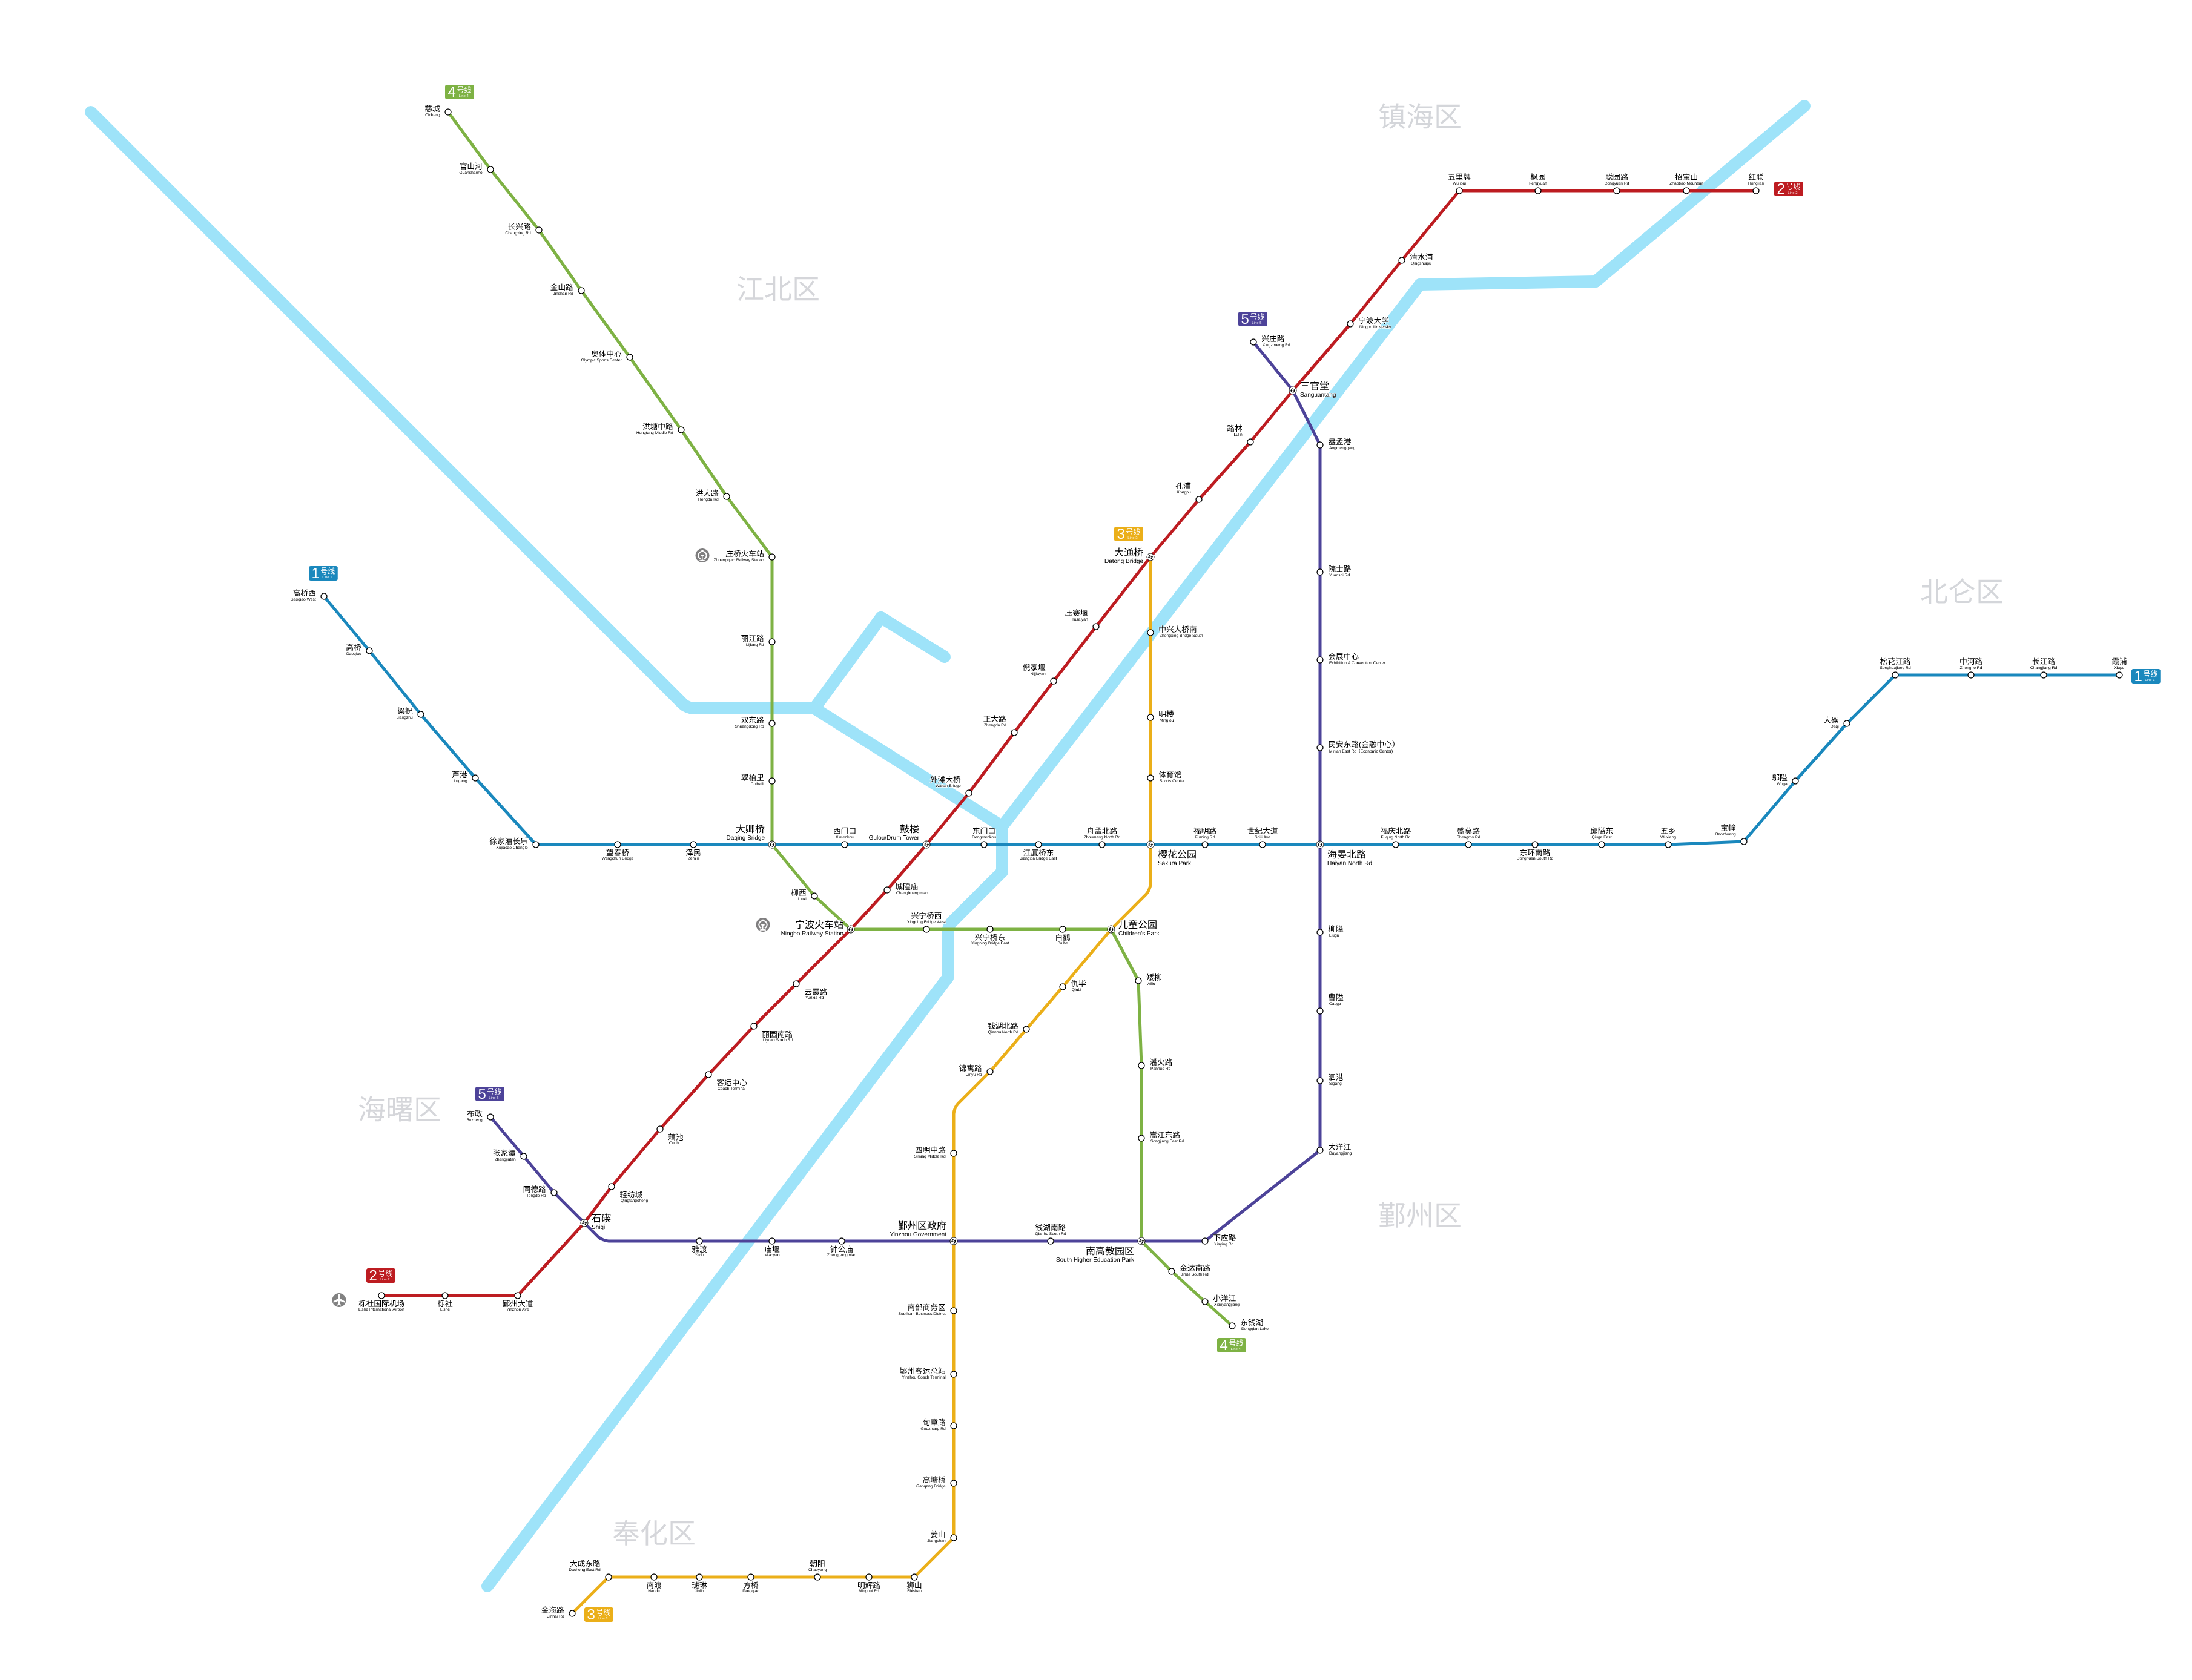 4号线
Line 4
慈城
Cicheng
官山河
Guanshanhe
长兴路
Changxing Rd
金山路
Jinshan Rd
奥体中心
Olympic Sports Center
洪塘中路
Hongtang Middle Rd
洪大路
Hongda Rd
庄桥火车站
Zhuangqiao Railway Station
丽江路
Lijiang Rd
双东路
Shuangdong Rd
翠柏里
Cuibaili
大卿桥
Daqing Bridge
柳西
Liuxi
宁波火车站
Ningbo Railway Station
兴宁桥西
Xingning Bridge West
兴宁桥东
Xingning Bridge East
白鹤
Baihe
儿童公园
Children's Park
矮柳
Ailiu
潘火路
Panhuo Rd
嵩江东路
Songjiang East Rd
南高教园区
South Higher Education Park
金达南路
Jinda South Rd
小洋江
Xiaoyangjiang
东钱湖
Dongqian Lake
4号线
Line 4
镇海区
江北区
北仑区
海曙区
鄞州区
奉化区
2号线
Line 2
红联
Honglian
招宝山
Zhaobao Mountain
聪园路
Congyuan Rd
枫园
Fengyuan
五里牌
Wulipai
清水浦
Qingshuipu
宁波大学
Ningbo University
三官堂
Sanguantang
路林
Lulin
孔浦
Kongpu
大通桥
Datong Bridge
压赛堰
Yasaiyan
倪家堰
Nijiayan
正大路
Zhengda Rd
外滩大桥
Waitan Bridge
鼓楼
Gulou/Drum Tower
城隍庙
Chenghuangmiao
云霞路
Yunxia Rd
丽园南路
Liyuan South Rd
客运中心
Coach Terminal
藕池
Ouchi
轻纺城
Qingfangcheng
石碶
Shiqi
鄞州大道
Yinzhou Ave
栎社
Lishe
栎社国际机场
Lishe International Airport
2号线
Line 2
5号线
Line 5
兴庄路
Xingzhuang Rd
盎孟港
Angmenggang
院士路
Yuanshi Rd
会展中心
Exhibition & Convention Center
民安东路(金融中心)
Min'an East Rd (Economic Center)
海晏北路
Haiyan North Rd
柳隘
Liuai
曹隘
Caoai
泗港
Sigang
大洋江
Dayangjiang
下应路
Xiaying Rd
钱湖南路
Qianhu South Rd
鄞州区政府
Yinzhou Government
钟公庙
Zhonggongmiao
庙堰
Miaoyan
雅渡
Yadu
同德路
Tongde Rd
张家潭
Zhangjiatan
布政
Buzheng
5号线
Line 5
1号线
Line 1
高桥西
Gaoqiao West
高桥
Gaoqiao
梁祝
Liangzhu
芦港
Lugang
徐家漕长乐
Xujiacao Changle
望春桥
Wangchun Bridge
泽民
Zemin
西门口
Ximenkou
东门口
Dongmenkou
江厦桥东
Jiangxia Bridge East
舟孟北路
Zhoumeng North Rd
樱花公园
Sakura Park
福明路
Fuming Rd
世纪大道
Shiji Ave
福庆北路
Fuqing North Rd
盛莫路
Shengmo Rd
东环南路
Donghuan South Rd
邱隘东
Qiuai East
五乡
Wuxiang
宝幢
Baozhuang
邬隘
Wuai
大碶
Daqi
松花江路
Songhuajiang Rd
中河路
Zhonghe Rd
长江路
Changjiang Rd
霞浦
Xiapu
1号线
Line 1
3号线
Line 3
中兴大桥南
Zhongxing Bridge South
明楼
Minglou
体育馆
Sports Center
仇毕
Qiubi
钱湖北路
Qianhu North Rd
锦寓路
Jinyu Rd
四明中路
Siming Middle Rd
南部商务区
Southern Business District
鄞州客运总站
Yinzhou Coach Terminal
句章路
Gouzhang Rd
高塘桥
Gaotang Bridge
姜山
Jiangshan
狮山
Shishan
明辉路
Minghui Rd
朝阳
Chaoyang
方桥
Fangqiao
琎琳
Jinlin
南渡
Nandu
大成东路
Dacheng East Rd
金海路
Jinhai Rd
3号线
Line 3